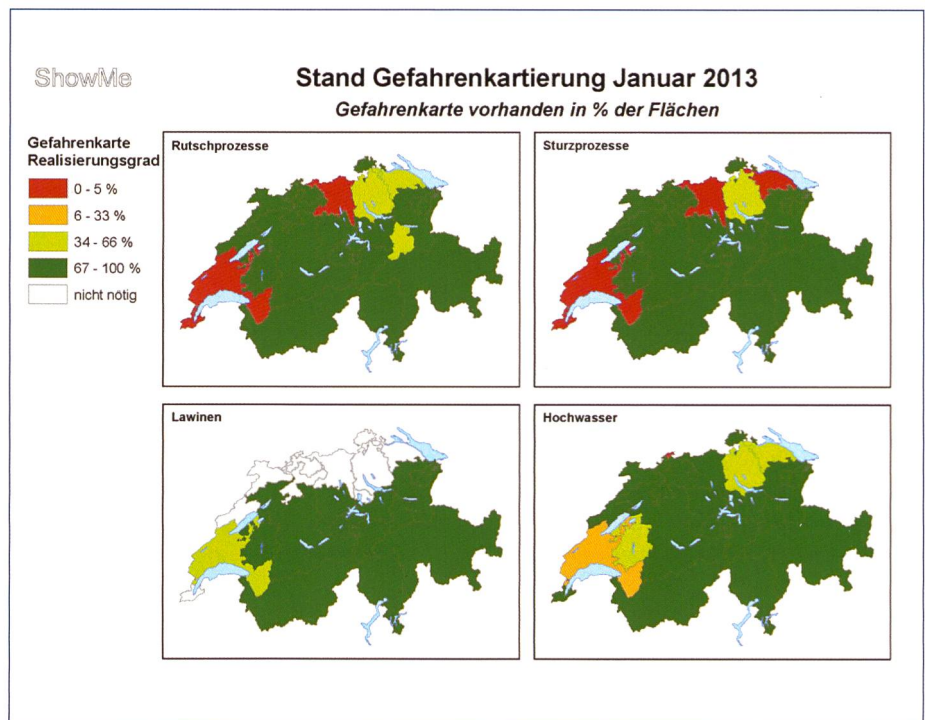 ShowMe
Stand Gefahrenkartierung Januar 2013
Gefahrenkarte vorhanden in % der Flächen
Gefahrenkarte
Realisierungsgrad
0 - 5 %
6 - 33 %
34 - 66 %
67 - 100 %
nicht nötig
Rutschprozesse
Sturzprozesse
Lawinen
Hochwasser